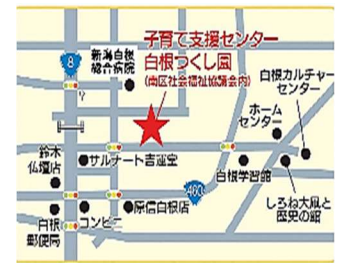 子育て支援センター
白根つくし園
(南区社会福祉協議会内)
8
新潟白根
総合病院
白根カルチャー
センター
ホーム
センター
鈴木
仏壇店
サルナート吉運堂
白根学習館
しろね大凧と
歴史の館
460
白根
郵便局
コンビニ
原信白根店